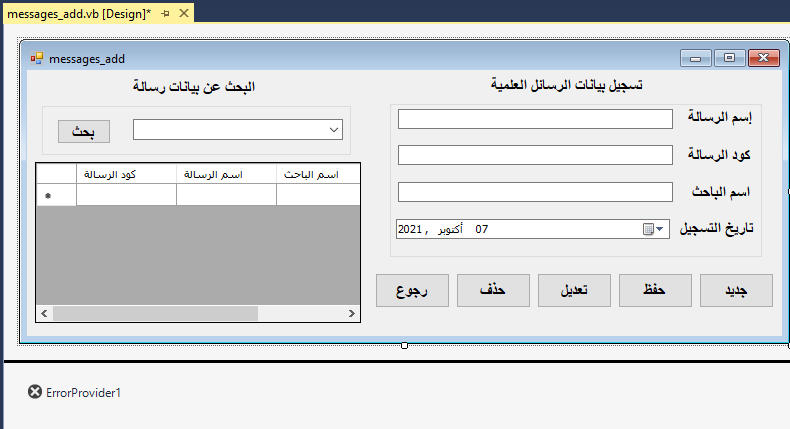 messages_add.vb [Design]*
messages_add
تسجيل بيانات الرسائل العلمية
إسم الرسالة
كود الرسالة
اسم الباحث
تاريخ التسجيل
07 أكتوبر , 2021
جديد
حفظ
تعديل
حذف
رجوع
البحث عن بيانات رسالة
بحث
كود الرسالة
اسم الرسالة
اسم الباحث
ErrorProvider1